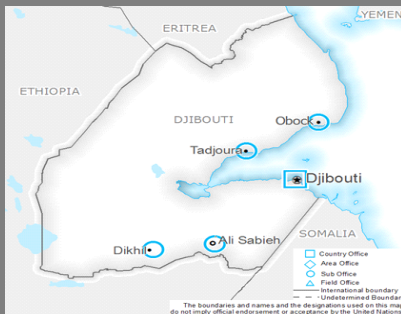 YEMEN
ERITREA
ETHIOPIA
DJIBOUTI
Obock
Tadjoura
Djibouti
SOMALIA
Ali Sabieh
Dikhil
Country Office
Area Office
Sub Office
Field Office
International boundary
Undetermined Boundar
The boundaries and names and the designations used on this map
do not imply official endorsement or acceptance by the United Nations